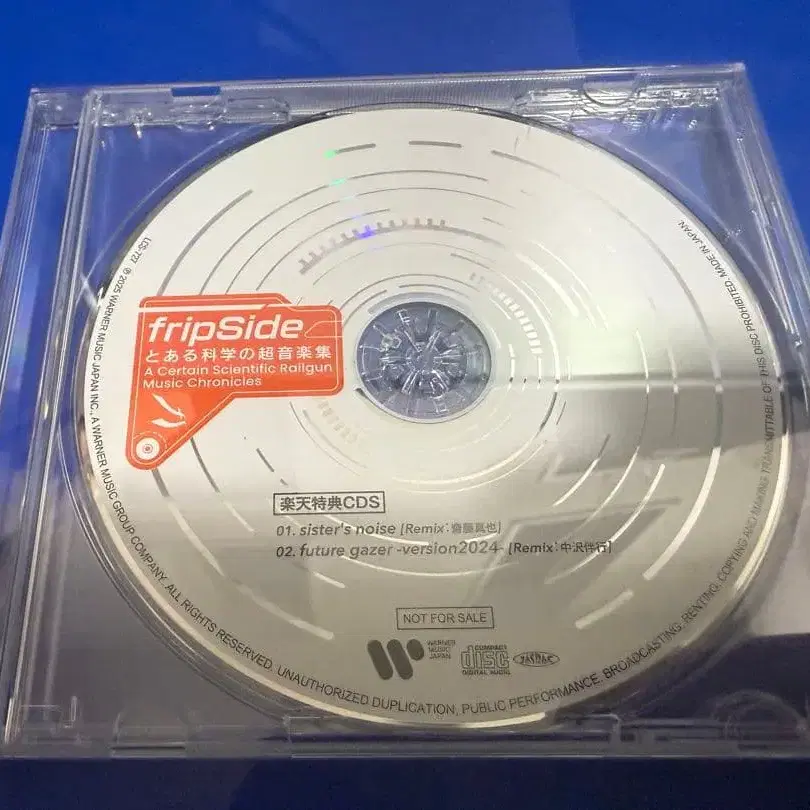 fripSide
とある科学の超音楽集
A Certain Scientific Railgun
Music Chronicles
楽天特典CDS
01. sister's noise [Remix:齋藤真也]
02. future gazer -version2024- [Remix:中沢伴行]
NOT FOR SALE
WARNER
MUSIC
JAPAN
COMPACT
disc
DIGITAL AUDIO
JASRAC
LCS-727 ℗ 2025 WARNER MUSIC JAPAN INC., A WARNER MUSIC GROUP COMPANY. ALL RIGHTS RESERVED. UNAUTHORIZED DUPLICATION, PUBLIC PERFORMANCE, BROADCASTING, RENTING, COPYING AND MAKING TRANSMITTABLE OF THIS DISC PROHIBITED. MADE IN JAPAN.